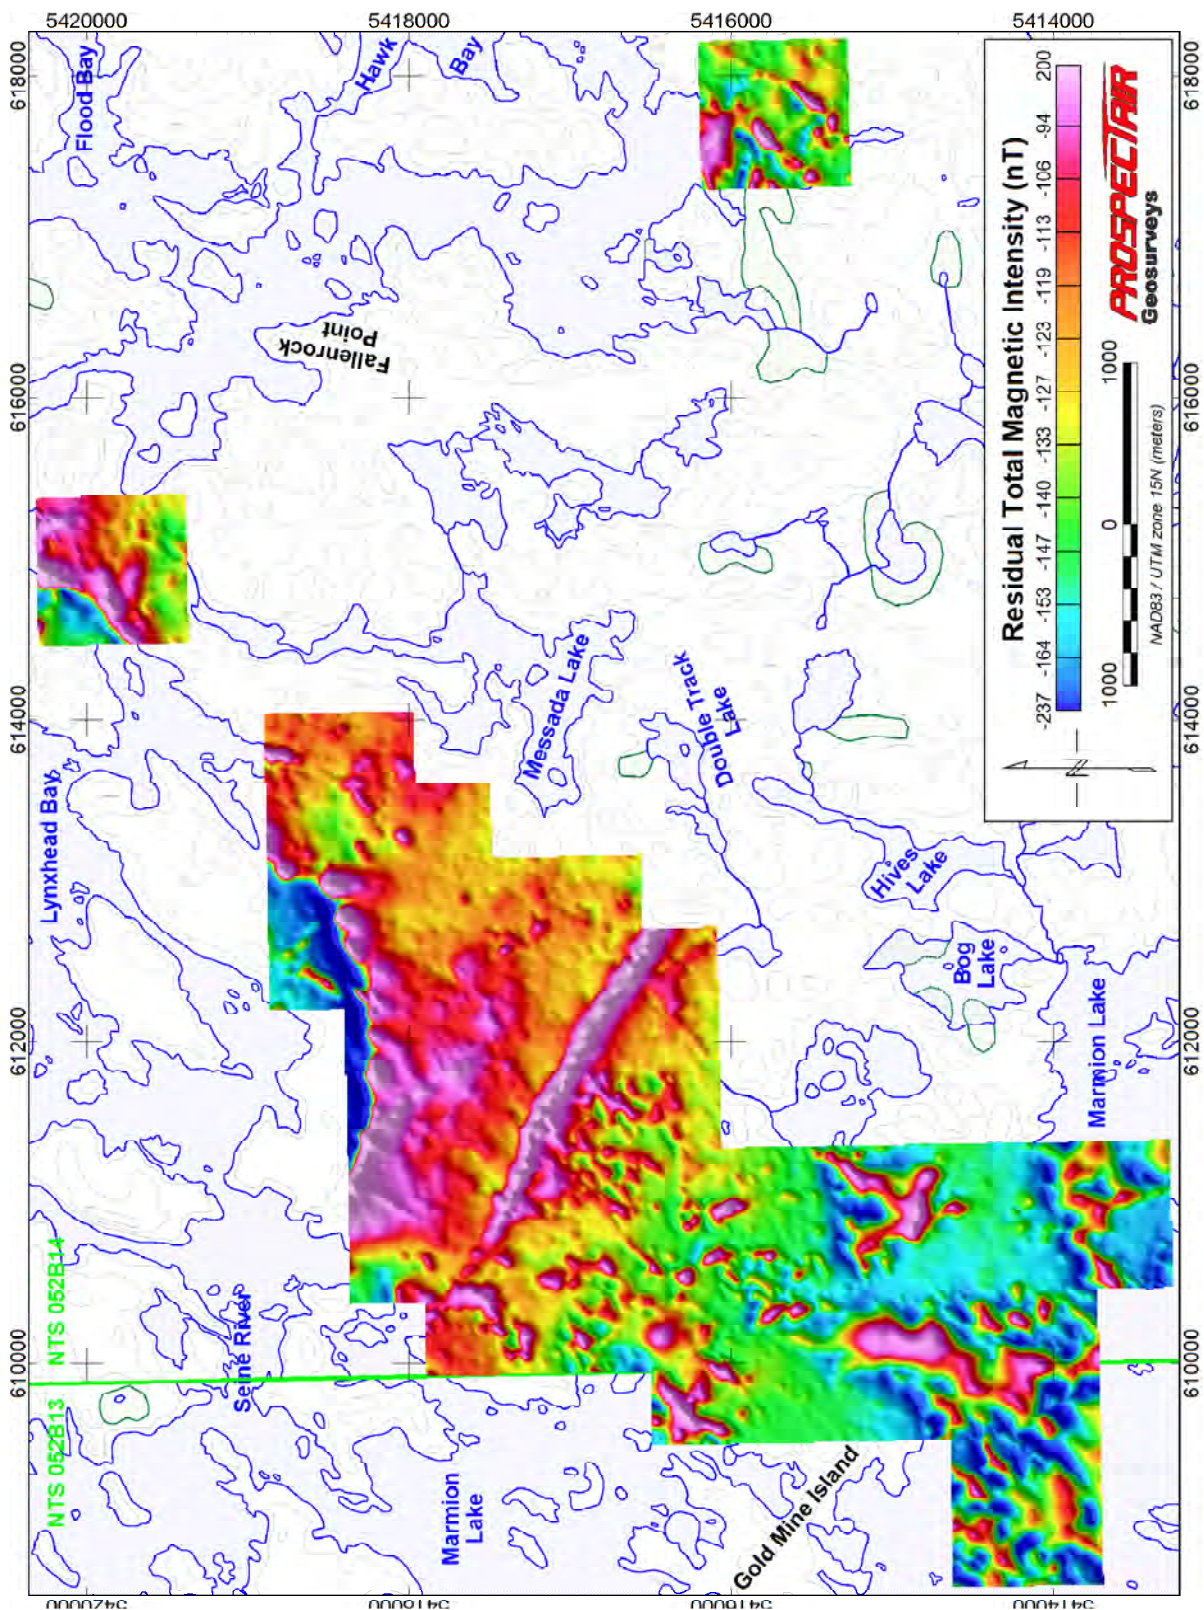 5420000
5418000
5416000
5414000
618000
616000
614000
612000
610000
618000
616000
614000
612000
610000
5420000
5418000
5416000
5414000
Flood Bay
Hawk
Bay
Fallenrock
Point
Lynxhead Bay
Messada Lake
Double Track
Lake
Hives
Lake
Bog
Lake
Marmion Lake
NTS 052B14
NTS 052B13
Seine River
Marmion
Lake
Gold Mine Island
Residual Total Magnetic Intensity (nT)
-237 -164 -153 -147 -140 -133 -127 -123 -119 -113 -106 -94 200
1000 0 1000
NAD83 / UTM zone 15N (meters)
N
PROSPECTAIR
Geosurveys